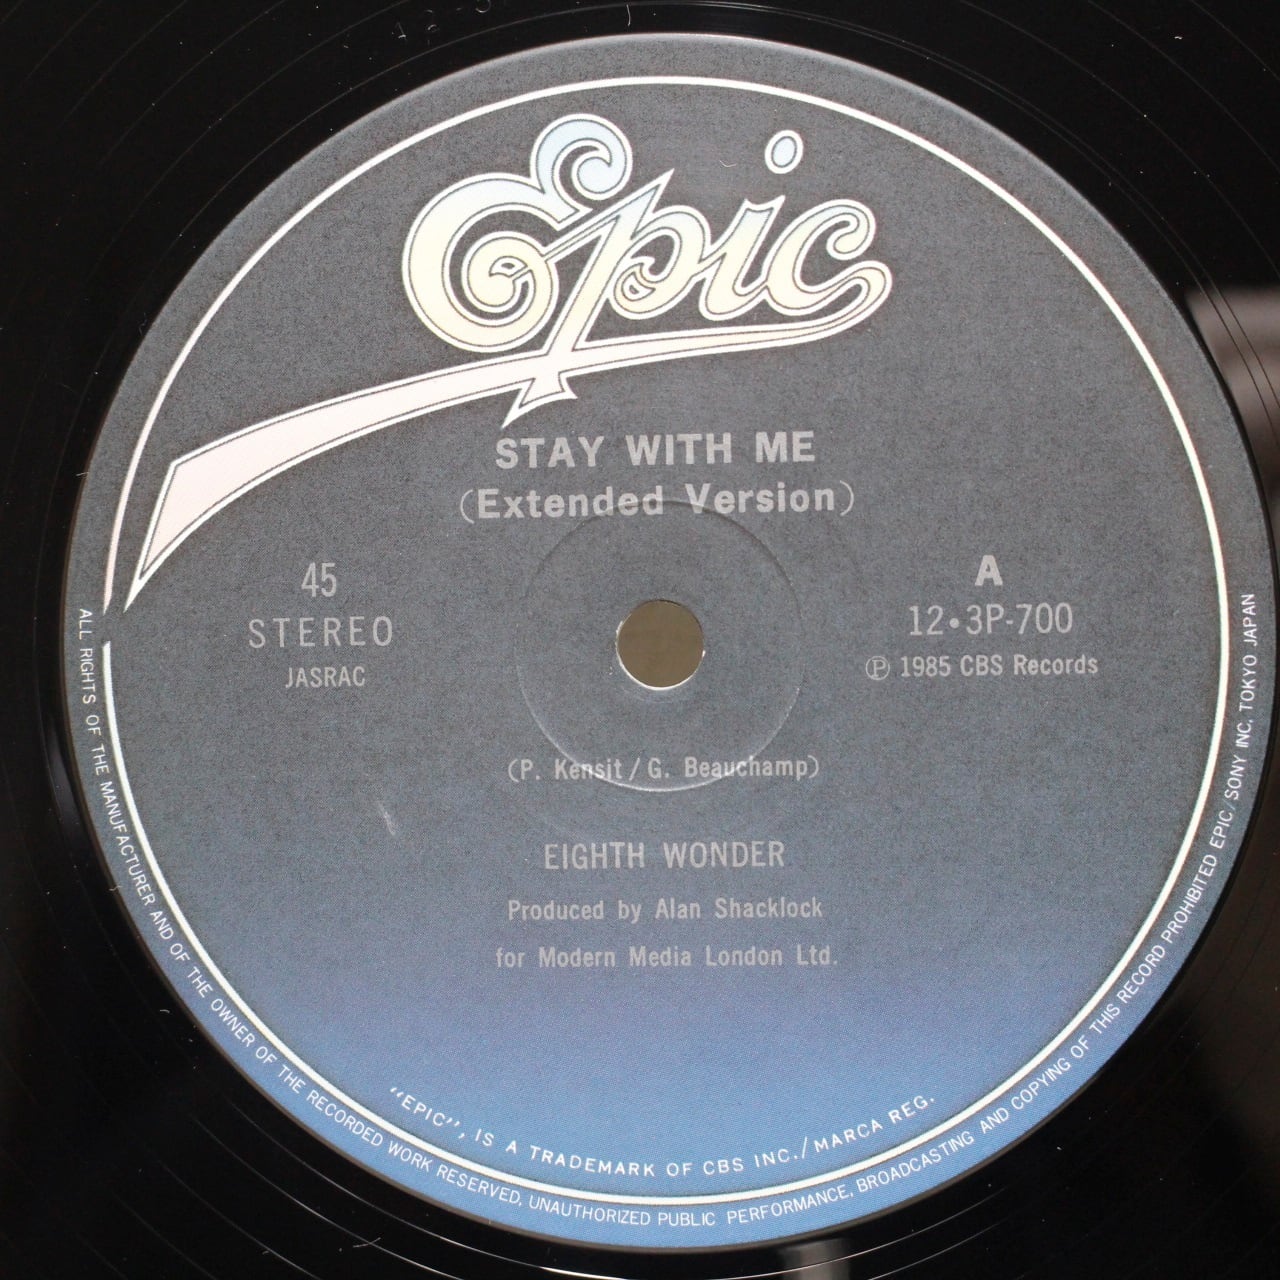 Epic
STAY WITH ME
(Extended Version)
45
STEREO
JASRAC
A
12•3P-700
Ⓟ 1985 CBS Records
(P. Kensit / G. Beauchamp)
EIGHTH WONDER
Produced by Alan Shacklock
for Modern Media London Ltd.
"EPIC", IS A TRADEMARK OF CBS INC./MARCA REG.
ALL RIGHTS OF THE MANUFACTURER AND OF THE OWNER OF THE RECORDED WORK RESERVED, UNAUTHORIZED PUBLIC PERFORMANCE, BROADCASTING AND COPYING OF THIS RECORD PROHIBITED EPIC/SONY INC. TOKYO JAPAN